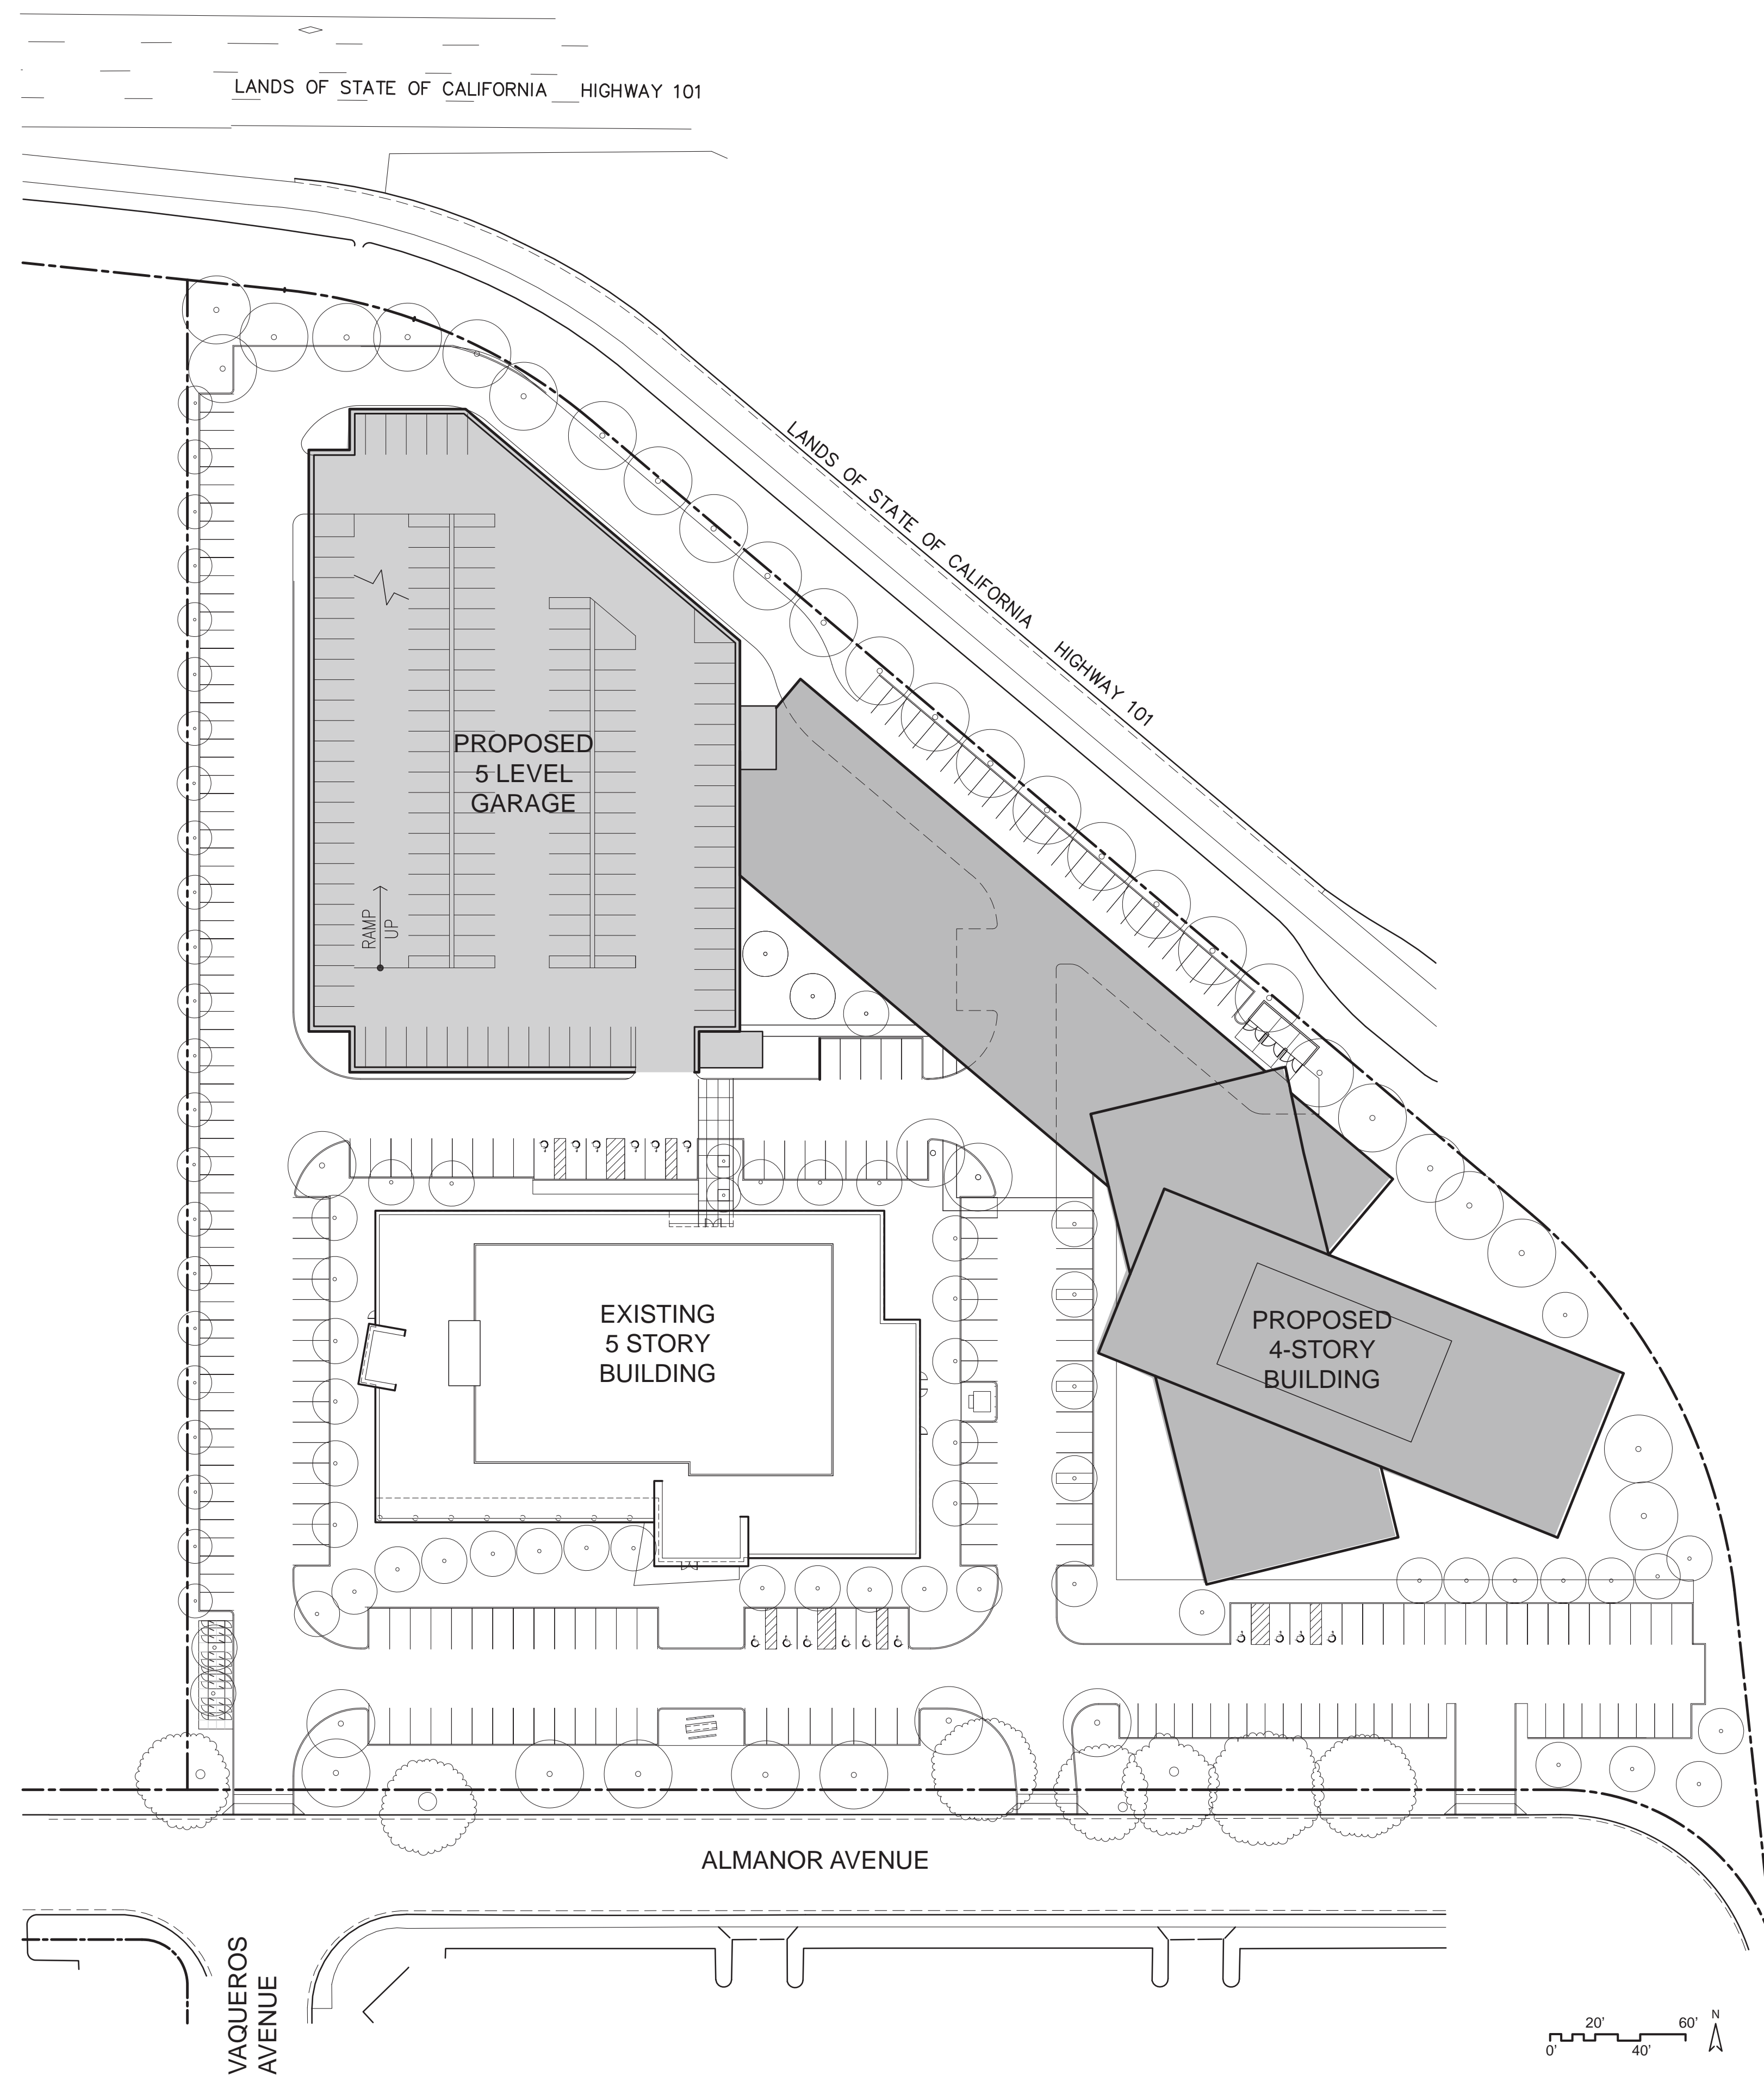 LANDS OF STATE OF CALIFORNIA HIGHWAY 101
LANDS OF STATE OF CALIFORNIA HIGHWAY 101
PROPOSED
5 LEVEL
GARAGE
RAMP
UP
EXISTING
5 STORY
BUILDING
PROPOSED
4-STORY
BUILDING
ALMANOR AVENUE
VAQUEROS
AVENUE
20' 60'
0' 40'
N